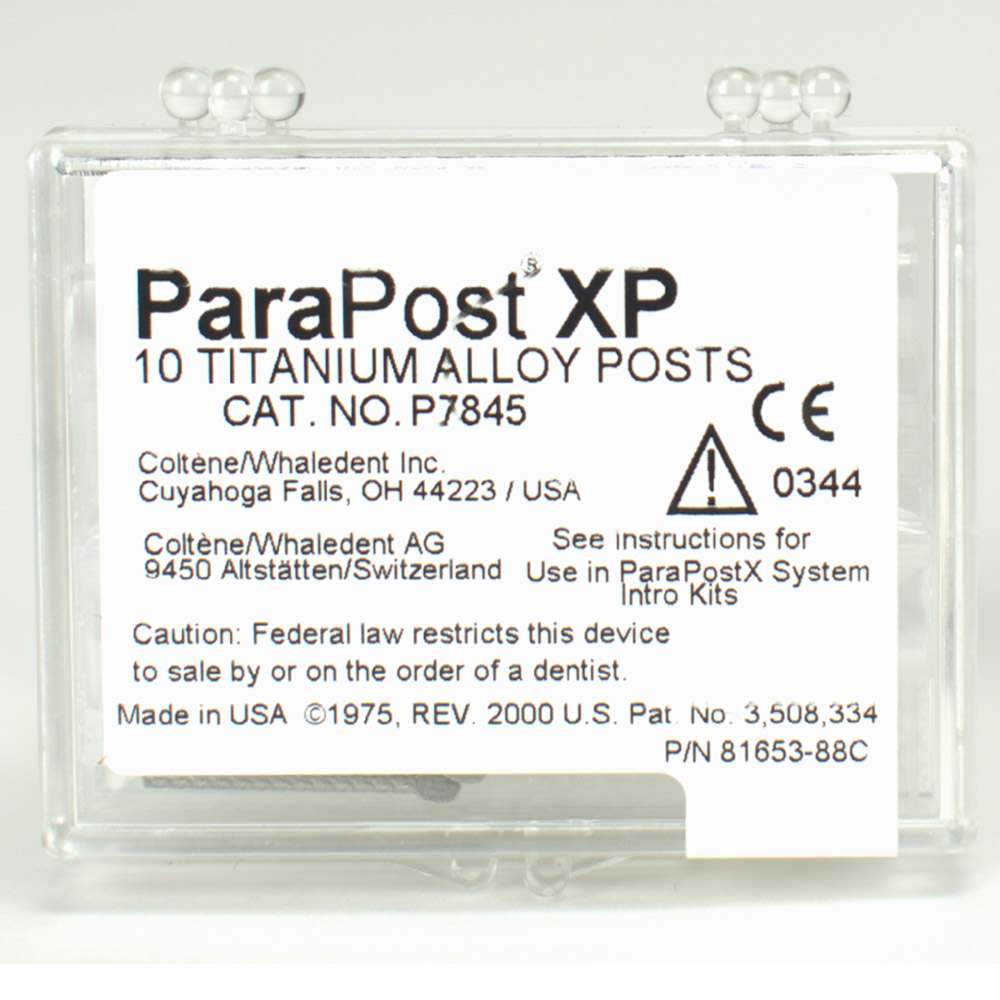 ParaPost® XP
10 TITANIUM ALLOY POSTS
CAT. NO. P7845
CE
0344
Coltène/Whaledent Inc.
Cuyahoga Falls, OH 44223 / USA
Coltène/Whaledent AG
9450 Altstätten/Switzerland
See instructions for
Use in ParaPostX System
Intro Kits
Caution: Federal law restricts this device
to sale by or on the order of a dentist.
Made in USA ©1975, REV. 2000 U.S. Pat. No. 3,508,334
P/N 81653-88C